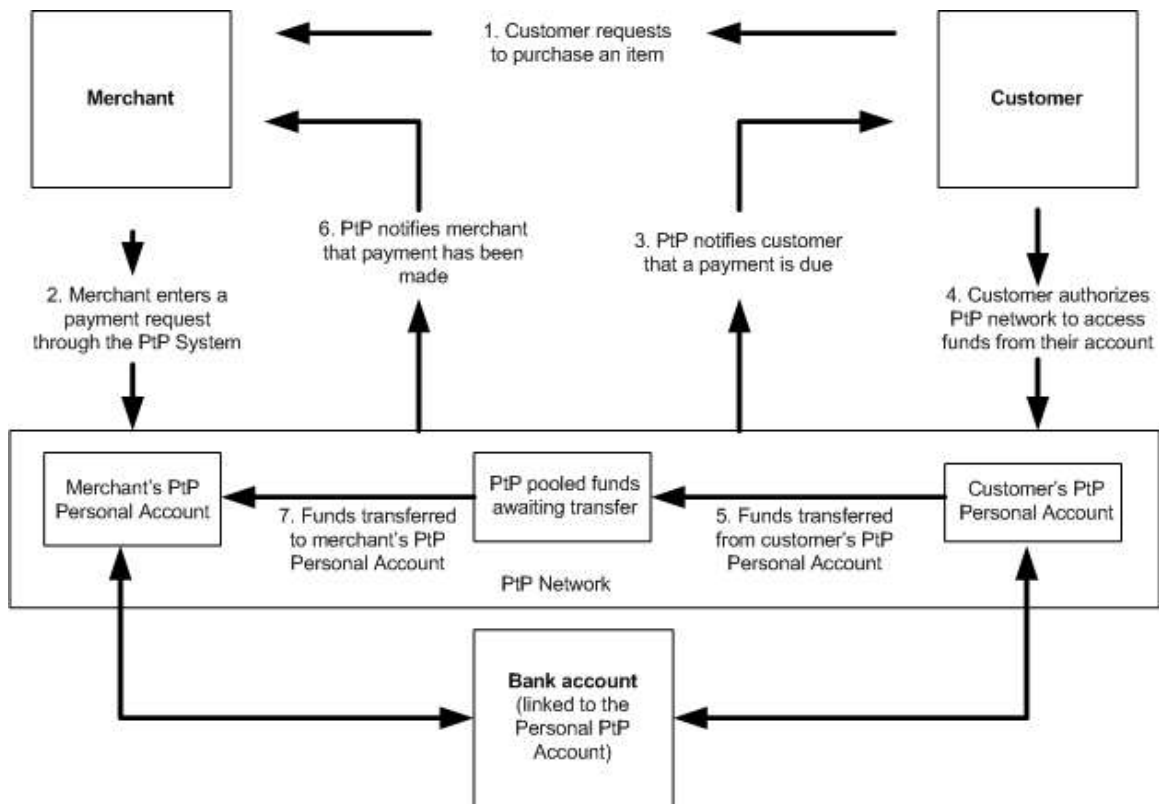 1. Customer requests
to purchase an item
Merchant
Customer
6. PtP notifies merchant
that payment has been
made
3. PtP notifies customer
that a payment is due
2. Merchant enters a
payment request
through the PtP System
4. Customer authorizes
PtP network to access
funds from their account
Merchant's PtP
Personal Account
PtP pooled funds
awaiting transfer
Customer's PtP
Personal Account
7. Funds transferred
to merchant's PtP
Personal Account
5. Funds transferred
from customer's PtP
Personal Account
PtP Network
Bank account
(linked to the
Personal PtP
Account)